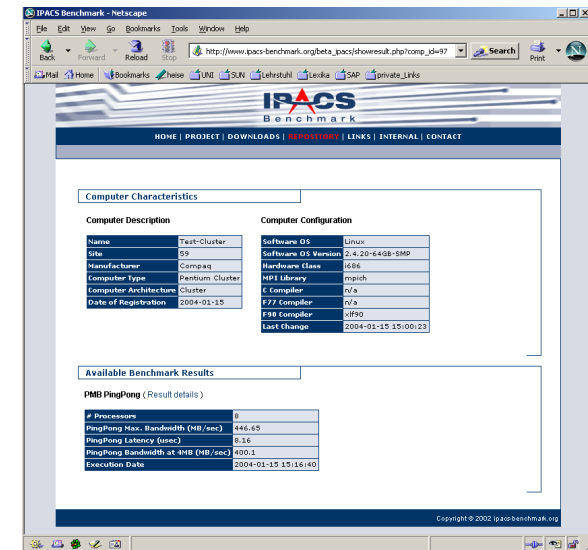 IPACS Benchmark - Netscape
File Edit View Go Bookmarks Tools Window Help
Back Forward Reload Stop http://www.ipacs-benchmark.org/beta_ipacs/showresult.php?comp_id=97 Search Print
Mail Home Bookmarks heise UNI SUN Lehrstuhl Lexika SAP private_Links
IPACS
Benchmark
HOME | PROJECT | DOWNLOADS | REPOSITORY | LINKS | INTERNAL | CONTACT
Computer Characteristics
Computer Description
Name Test-Cluster
Site 59
Manufacturer Compaq
Computer Type Pentium Cluster
Computer Architecture Cluster
Date of Registration 2004-01-15
Computer Configuration
Software OS Linux
Software OS Version 2.4.20-64GB-SMP
Hardware Class i686
MPI Library mpich
C Compiler n/a
F77 Compiler n/a
F90 Compiler xlf90
Last Change 2004-01-15 15:00:23
Available Benchmark Results
PMB PingPong ( Result details )
# Processors 8
PingPong Max. Bandwidth (MB/sec) 446.65
PingPong Latency (usec) 8.16
PingPong Bandwidth at 4MB (MB/sec) 400.1
Execution Date 2004-01-15 15:16:40
Copyright © 2002 ipacs-benchmark.org